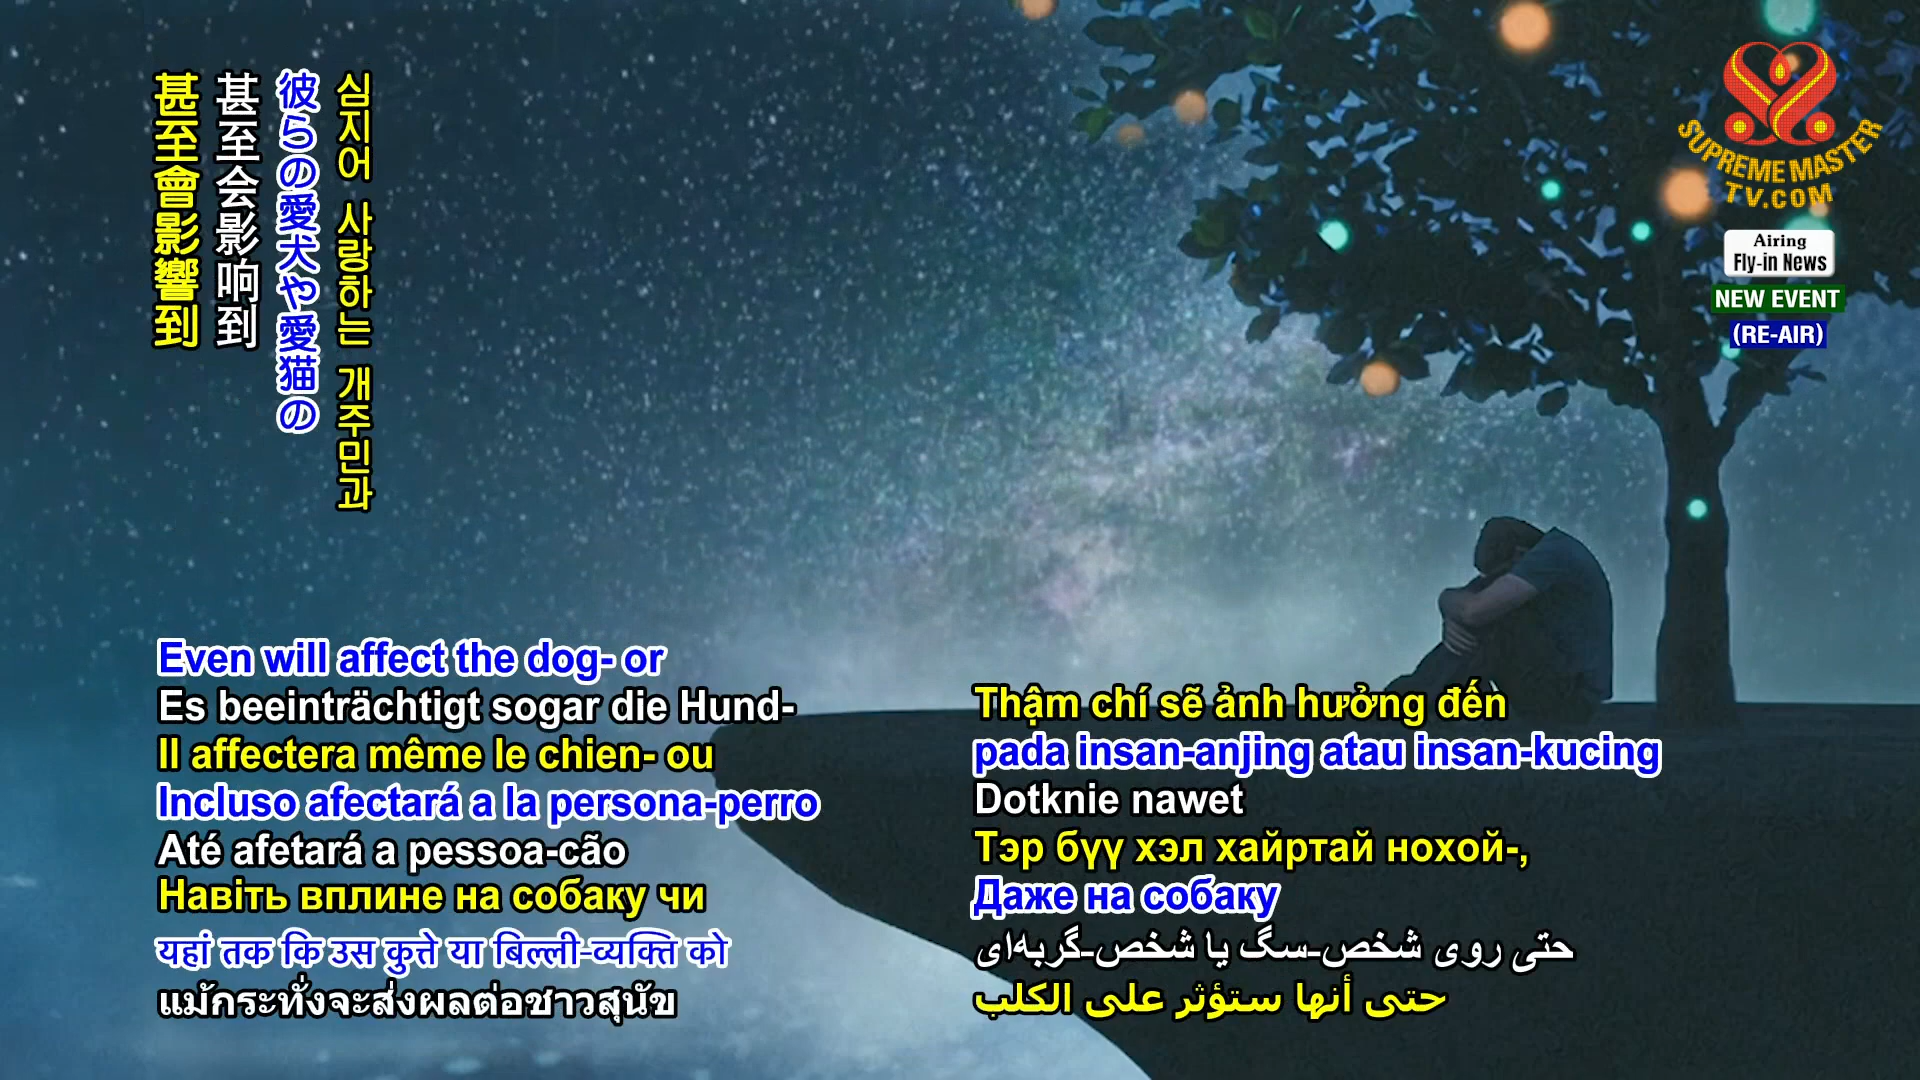 甚至會影響到
甚至会影响到
彼らの愛犬や愛猫の
심지어 사랑하는 개주민과
SUPREME MASTER
TV.COM
Airing
Fly-in News
NEW EVENT
(RE-AIR)
Even will affect the dog- or
Es beeinträchtigt sogar die Hund-
Il affectera même le chien- ou
Incluso afectará a la persona-perro
Até afetará a pessoa-cão
Навіть вплине на собаку чи
यहां तक कि उस कुत्ते या बिल्ली-व्यक्ति को
แม้กระทั่งจะส่งผลต่อชาวสุนัข
Thậm chí sẽ ảnh hưởng đến
pada insan-anjing atau insan-kucing
Dotknie nawet
Тэр бүү хэл хайртай нохой-,
Даже на собаку
حتی روی شخص-سگ یا شخص-گربه‌ای
حتى أنها ستؤثر على الكلب